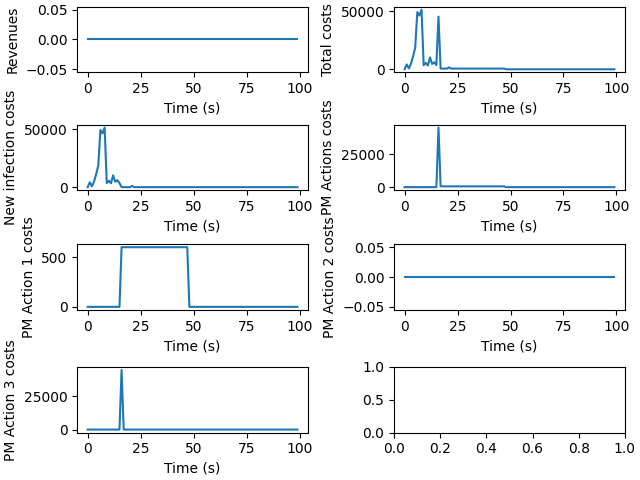 Revenues
0.05
0.00
−0.05
0 25 50 75 100
Time (s)
Total costs
50000
0
0 25 50 75 100
Time (s)
New infection costs
50000
0
0 25 50 75 100
Time (s)
PM Actions costs
25000
0
0 25 50 75 100
Time (s)
PM Action 1 costs
500
0
0 25 50 75 100
Time (s)
PM Action 2 costs
0.05
0.00
−0.05
0 25 50 75 100
Time (s)
PM Action 3 costs
25000
0
0 25 50 75 100
Time (s)
1.0
0.5
0.0
0.0 0.2 0.4 0.6 0.8 1.0